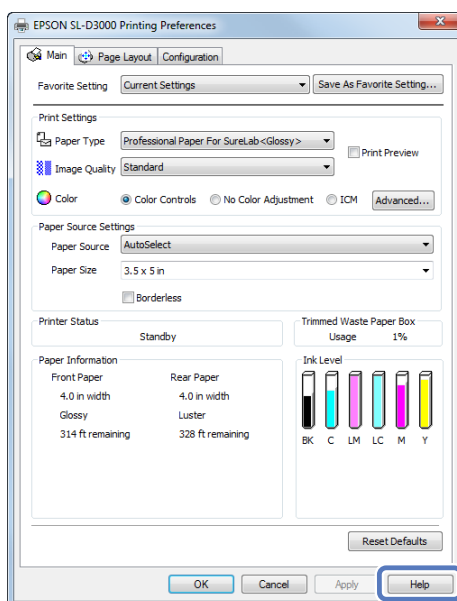 EPSON SL-D3000 Printing Preferences
Main Page Layout Configuration
Favorite Setting Current Settings Save As Favorite Setting...
Print Settings
Paper Type Professional Paper For SureLab<Glossy>
Print Preview
Image Quality Standard
Color Color Controls No Color Adjustment ICM Advanced...
Paper Source Settings
Paper Source AutoSelect
Paper Size 3.5 x 5 in
Borderless
Printer Status Trimmed Waste Paper Box
Standby Usage 1%
Paper Information Ink Level
Front Paper Rear Paper
4.0 in width 4.0 in width
Glossy Luster
314 ft remaining 328 ft remaining
BK C LM LC M Y
Reset Defaults
OK Cancel Apply Help